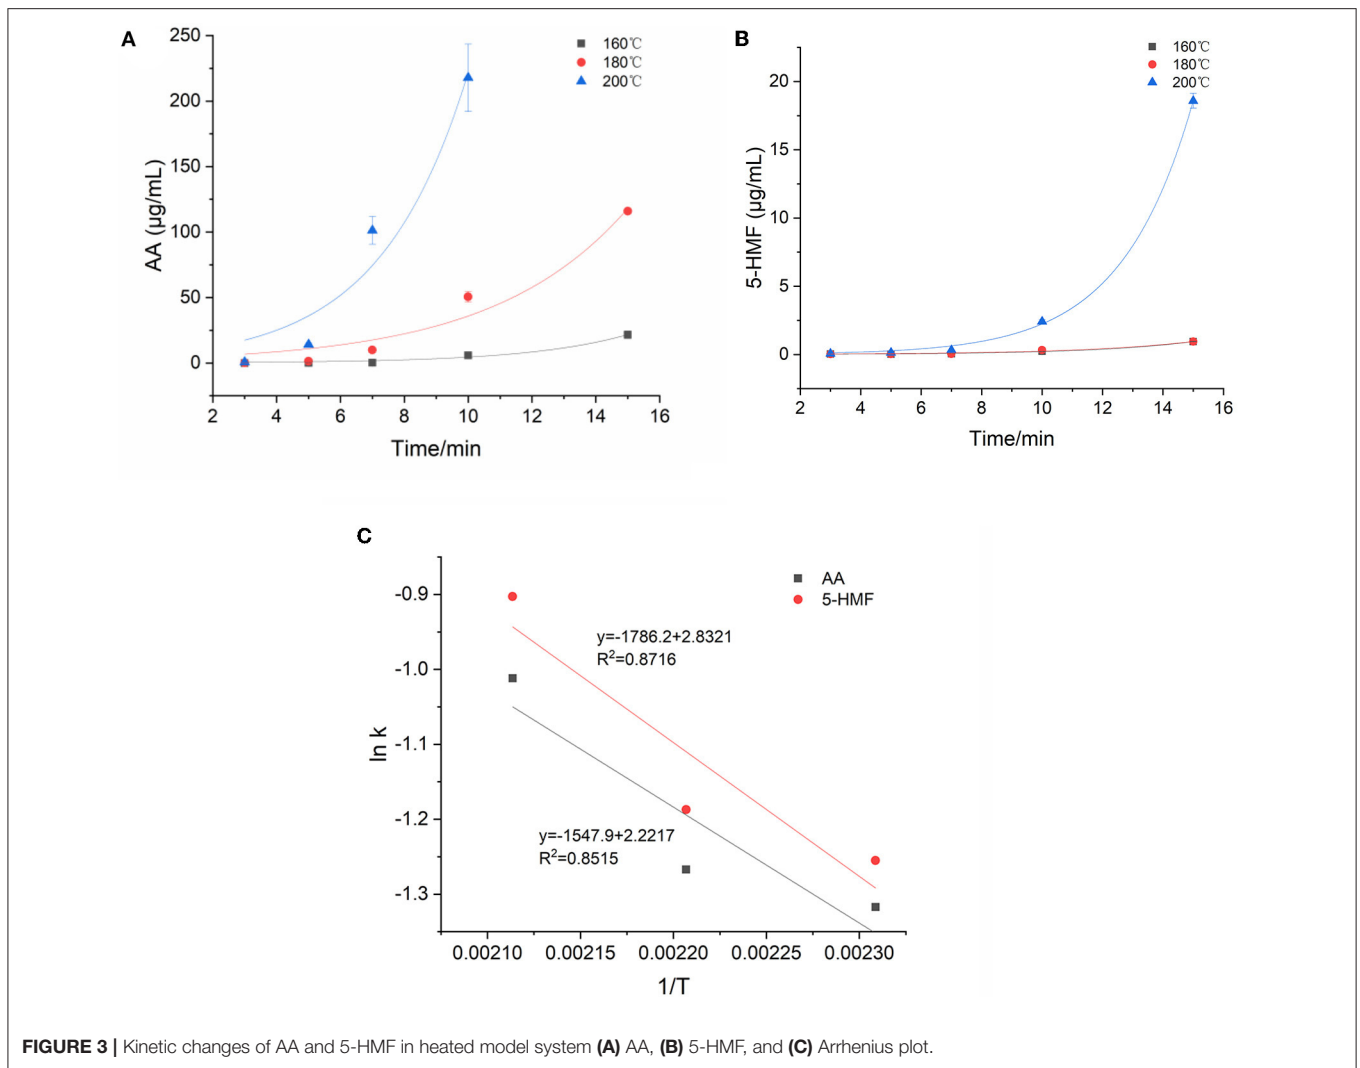 A
250
200
150
100
50
0
AA (µg/mL)
2 4 6 8 10 12 14 16
Time/min
160℃
180℃
200℃
B
20
15
10
5
0
5-HMF (µg/mL)
2 4 6 8 10 12 14 16
Time/min
160℃
180℃
200℃
C
-0.9
-1.0
-1.1
-1.2
-1.3
ln k
0.00210 0.00215 0.00220 0.00225 0.00230
1/T
AA
5-HMF
y=-1786.2+2.8321
R²=0.8716
y=-1547.9+2.2217
R²=0.8515
FIGURE 3 | Kinetic changes of AA and 5-HMF in heated model system (A) AA, (B) 5-HMF, and (C) Arrhenius plot.